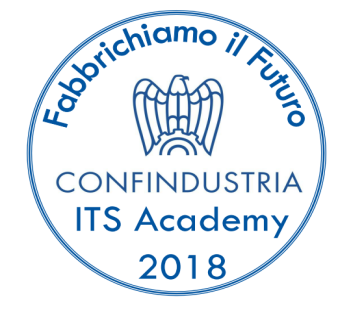 Fabbrichiamo il Futuro
CONFINDUSTRIA
ITS Academy
2018